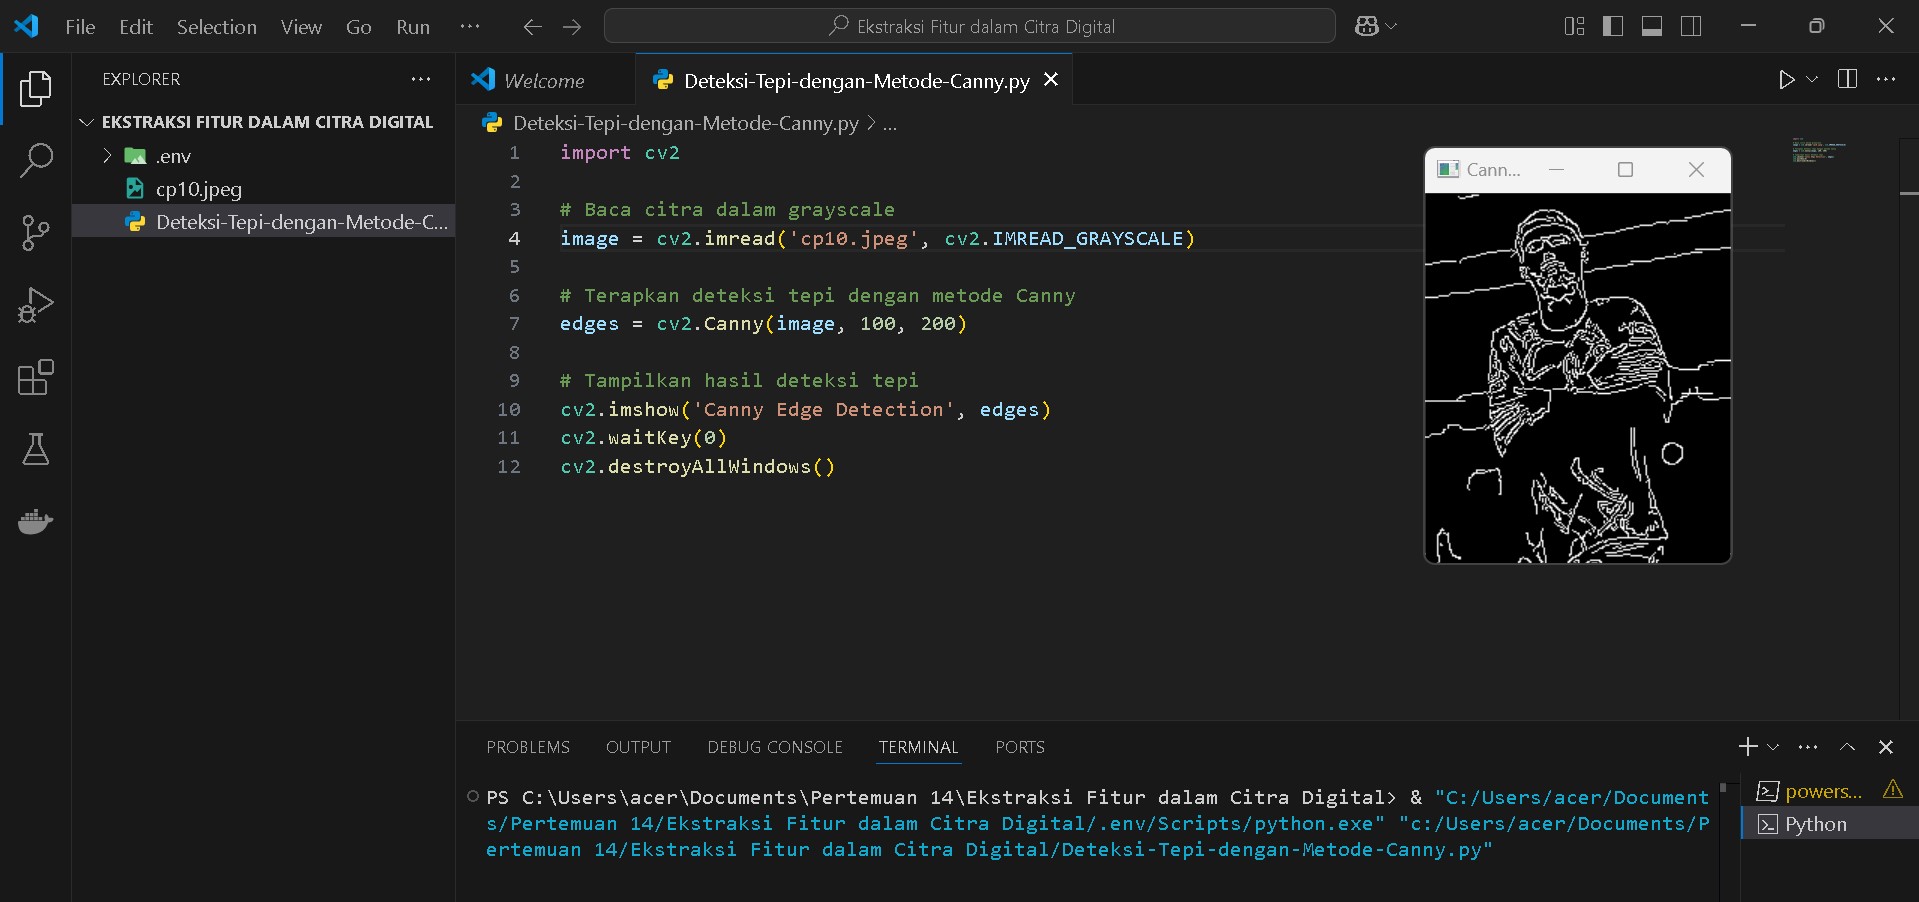 File Edit Selection View Go Run ··· Ekstraksi Fitur dalam Citra Digital
EXPLORER
EKSTRAKSI FITUR DALAM CITRA DIGITAL
.env
cp10.jpeg
Deteksi-Tepi-dengan-Metode-C...
Welcome Deteksi-Tepi-dengan-Metode-Canny.py
Deteksi-Tepi-dengan-Metode-Canny.py > ...
1 import cv2
2
3 # Baca citra dalam grayscale
4 image = cv2.imread('cp10.jpeg', cv2.IMREAD_GRAYSCALE)
5
6 # Terapkan deteksi tepi dengan metode Canny
7 edges = cv2.Canny(image, 100, 200)
8
9 # Tampilkan hasil deteksi tepi
10 cv2.imshow('Canny Edge Detection', edges)
11 cv2.waitKey(0)
12 cv2.destroyAllWindows()
Cann...
PROBLEMS OUTPUT DEBUG CONSOLE TERMINAL PORTS
PS C:\Users\acer\Documents\Pertemuan 14\Ekstraksi Fitur dalam Citra Digital> & "C:/Users/acer/Document
s/Pertemuan 14/Ekstraksi Fitur dalam Citra Digital/.env/Scripts/python.exe" "c:/Users/acer/Documents/P
ertemuan 14/Ekstraksi Fitur dalam Citra Digital/Deteksi-Tepi-dengan-Metode-Canny.py"
powers...
Python